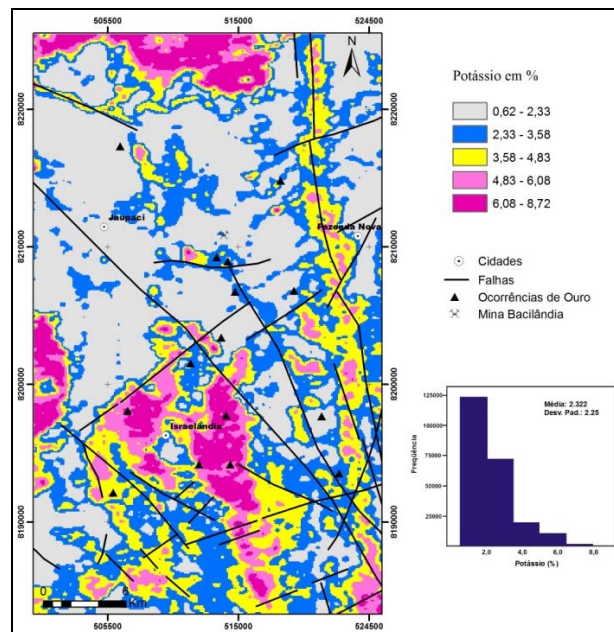 505500 515000 524500
N
8220000
8210000
8200000
8190000
Jaupaci
Fazenda Nova
Israelândia
0 6
Km
505500 515000 524500
Potássio em %
0,62 - 2,33
2,33 - 3,58
3,58 - 4,83
4,83 - 6,08
6,08 - 8,72
Cidades
Falhas
Ocorrências de Ouro
Mina Bacilândia
125000
100000
75000
50000
25000
Freqüência
Média: 2.322
Desv. Pad.: 2.25
2,0 4,0 6,0 8,0
Potássio (%)